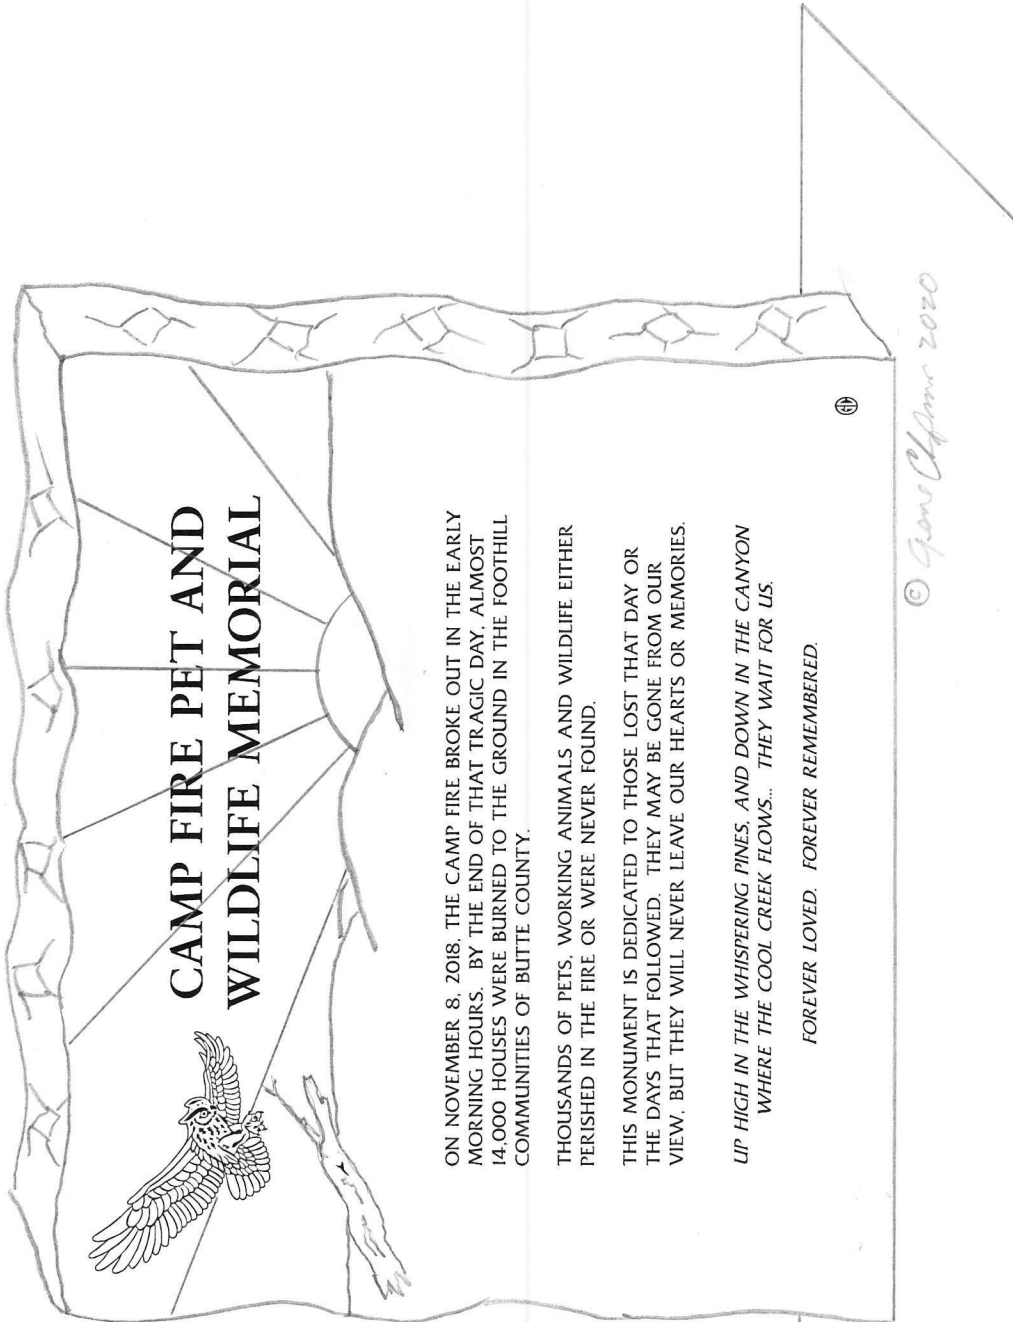 CAMP FIRE PET AND
WILDLIFE MEMORIAL
ON NOVEMBER 8, 2018, THE CAMP FIRE BROKE OUT IN THE EARLY
MORNING HOURS. BY THE END OF THAT TRAGIC DAY, ALMOST
14,000 HOUSES WERE BURNED TO THE GROUND IN THE FOOTHILL
COMMUNITIES OF BUTTE COUNTY.
THOUSANDS OF PETS, WORKING ANIMALS AND WILDLIFE EITHER
PERISHED IN THE FIRE OR WERE NEVER FOUND.
THIS MONUMENT IS DEDICATED TO THOSE LOST THAT DAY OR
THE DAYS THAT FOLLOWED. THEY MAY BE GONE FROM OUR
VIEW, BUT THEY WILL NEVER LEAVE OUR HEARTS OR MEMORIES.
UP HIGH IN THE WHISPERING PINES, AND DOWN IN THE CANYON
WHERE THE COOL CREEK FLOWS... THEY WAIT FOR US.
FOREVER LOVED. FOREVER REMEMBERED.
© Gene 2020